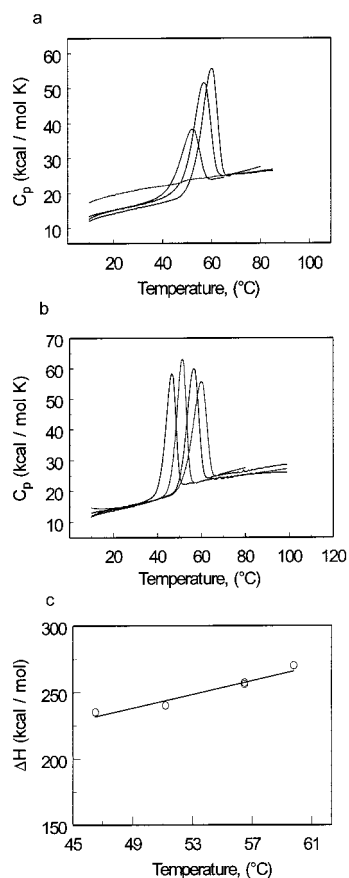 a
60
50
40
30
20
10
C_p (kcal / mol K)
20 40 60 80 100
Temperature, (°C)
b
70
60
50
40
30
20
10
C_p (kcal / mol K)
20 40 60 80 100 120
Temperature, (°C)
c
300
250
200
150
ΔH (kcal / mol)
45 49 53 57 61
Temperature, (°C)